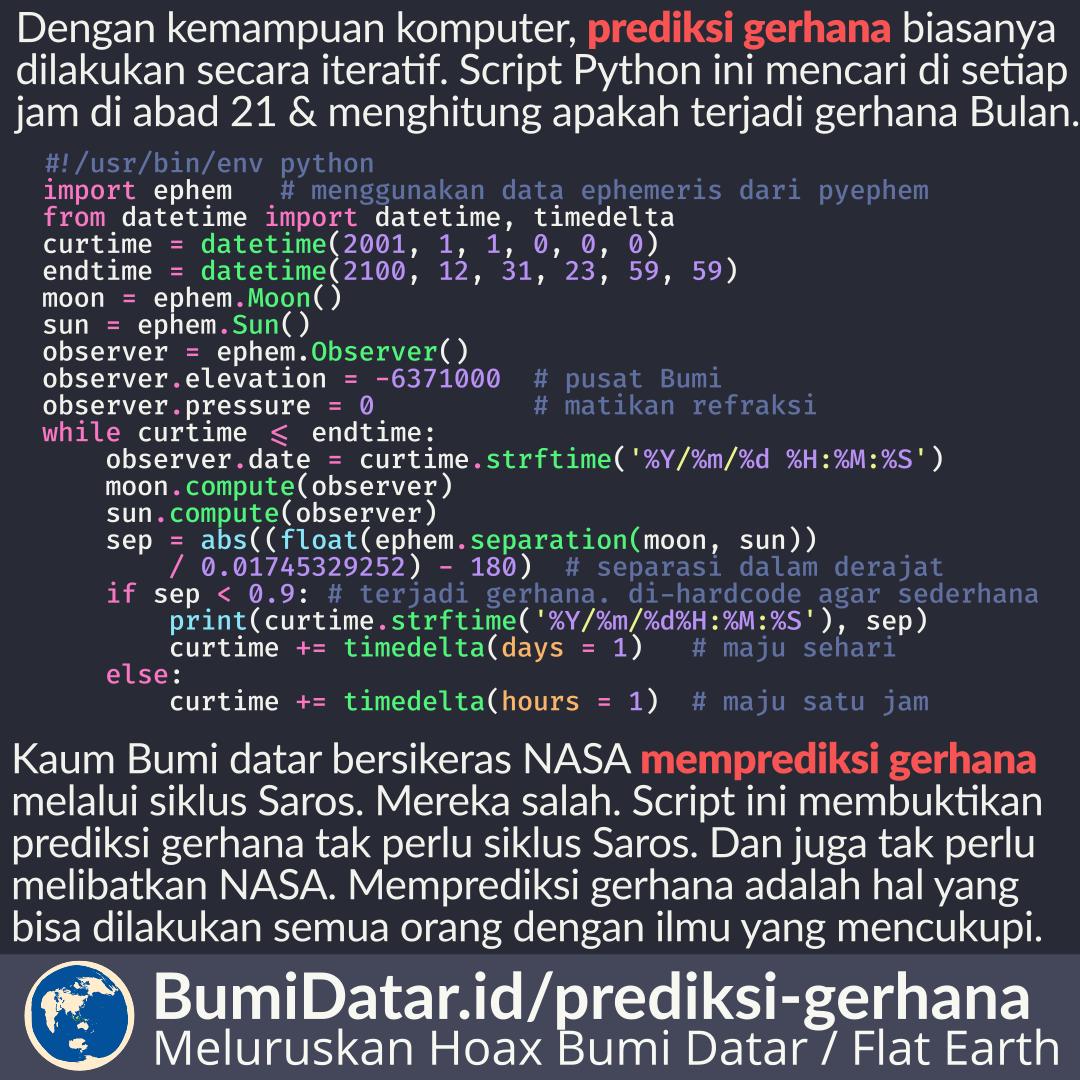 Dengan kemampuan komputer, prediksi gerhana biasanya
dilakukan secara iteratif. Script Python ini mencari di setiap
jam di abad 21 & menghitung apakah terjadi gerhana Bulan.
#!/usr/bin/env python
import ephem   # menggunakan data ephemeris dari pyephem
from datetime import datetime, timedelta
curtime = datetime(2001, 1, 1, 0, 0, 0)
endtime = datetime(2100, 12, 31, 23, 59, 59)
moon = ephem.Moon()
sun = ephem.Sun()
observer = ephem.Observer()
observer.elevation = -6371000  # pusat Bumi
observer.pressure = 0          # matikan refraksi
while curtime ⩽ endtime:
    observer.date = curtime.strftime('%Y/%m/%d %H:%M:%S')
    moon.compute(observer)
    sun.compute(observer)
    sep = abs((float(ephem.separation(moon, sun))
        / 0.01745329252) - 180)  # separasi dalam derajat
    if sep < 0.9: # terjadi gerhana. di-hardcode agar sederhana
        print(curtime.strftime('%Y/%m/%d%H:%M:%S'), sep)
        curtime += timedelta(days = 1)   # maju sehari
    else:
        curtime += timedelta(hours = 1)  # maju satu jam
Kaum Bumi datar bersikeras NASA memprediksi gerhana
melalui siklus Saros. Mereka salah. Script ini membuktikan
prediksi gerhana tak perlu siklus Saros. Dan juga tak perlu
melibatkan NASA. Memprediksi gerhana adalah hal yang
bisa dilakukan semua orang dengan ilmu yang mencukupi.
BumiDatar.id/prediksi-gerhana
Meluruskan Hoax Bumi Datar / Flat Earth